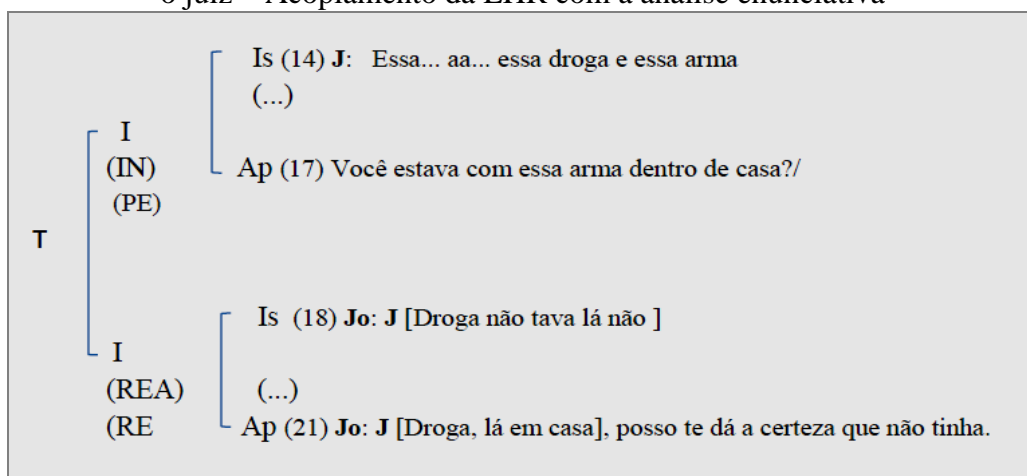 o juiz – Acoplamento da EHR com a análise enunciativa
Is (14) J: Essa... aa... essa droga e essa arma
(...)
I
(IN)
Ap (17) Você estava com essa arma dentro de casa?/
(PE)
T
Is (18) Jo: J [Droga não tava lá não ]
I
(REA)
(...)
(RE
Ap (21) Jo: J [Droga, lá em casa], posso te dá a certeza que não tinha.